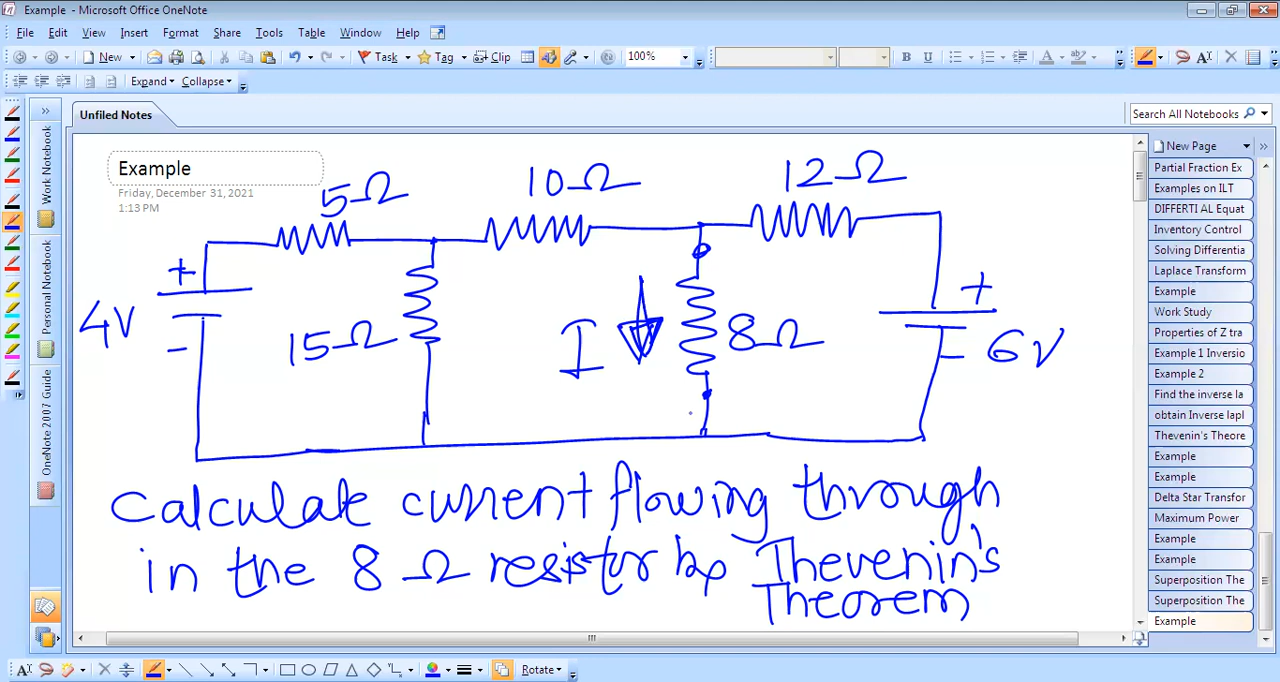 Example - Microsoft Office OneNote
File Edit View Insert Format Share Tools Table Window Help
New Task Tag Clip 100% B U A
Expand Collapse
Unfiled Notes
Search All Notebooks
Work Notebook
Personal Notebook
OneNote 2007 Guide
Example
Friday, December 31, 2021
1:13 PM
5Ω 10Ω 12Ω
+ +
4V 15Ω I 8Ω 6V
- -
Calculate current flowing through
in the 8 Ω resistor by Thevenin's
Theorem
New Page
Partial Fraction Ex
Examples on ILT
DIFFERTI AL Equat
Inventory Control
Solving Differentia
Laplace Transform
Example
Work Study
Properties of Z tra
Example 1 Inversio
Example 2
Find the inverse la
obtain Inverse lapl
Thevenin's Theore
Example
Example
Delta Star Transfor
Maximum Power
Example
Example
Superposition The
Superposition The
Example
Rotate